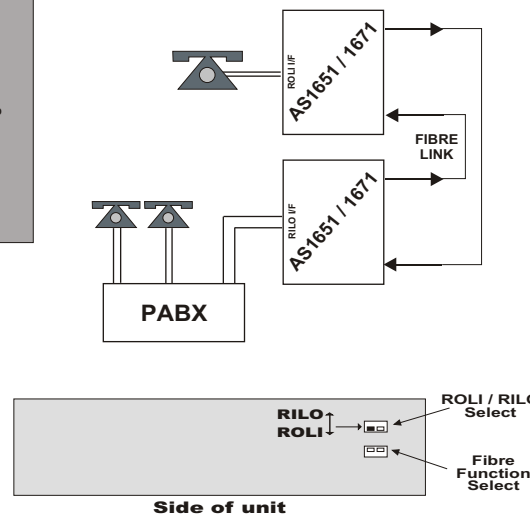 ROLI I/F
AS1651 / 1671
FIBRE
LINK
RILO I/F
AS1651 / 1671
PABX
RILO
ROLI
ROLI / RILO
Select
Fibre
Function
Select
Side of unit